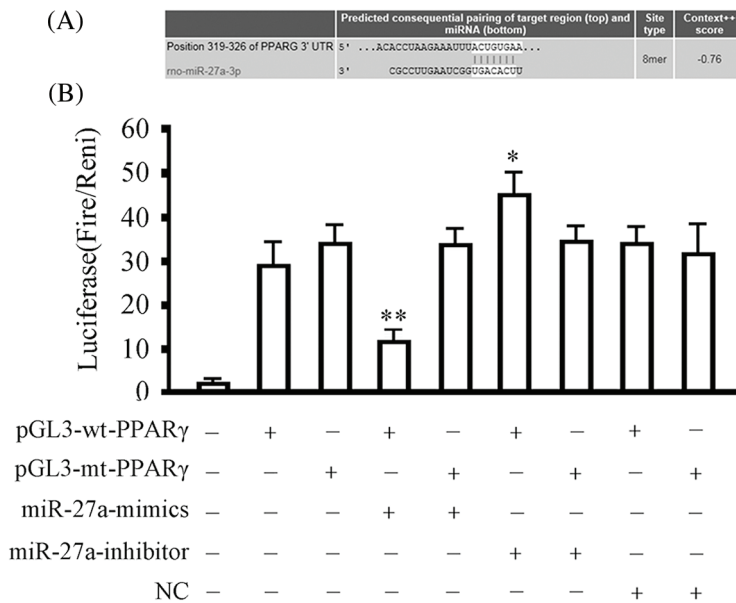 (A)
Predicted consequential pairing of target region (top) and miRNA (bottom)
Site type
Context++ score
Position 319-326 of PPARG 3' UTR 5' ...ACACCUAAGAAAUUUACUGUGAA...
rno-miR-27a-3p 3' CGCCUUGAAUCGGUGACACUU
8mer
-0.76
(B)
Luciferase(Fire/Reni)
60
50
40
30
20
10
0
**
*
pGL3-wt-PPARγ – + – + – + – + –
pGL3-mt-PPARγ – – + – + – + – +
miR-27a-mimics – – – + + – – – –
miR-27a-inhibitor – – – – – + + – –
NC – – – – – – – + +